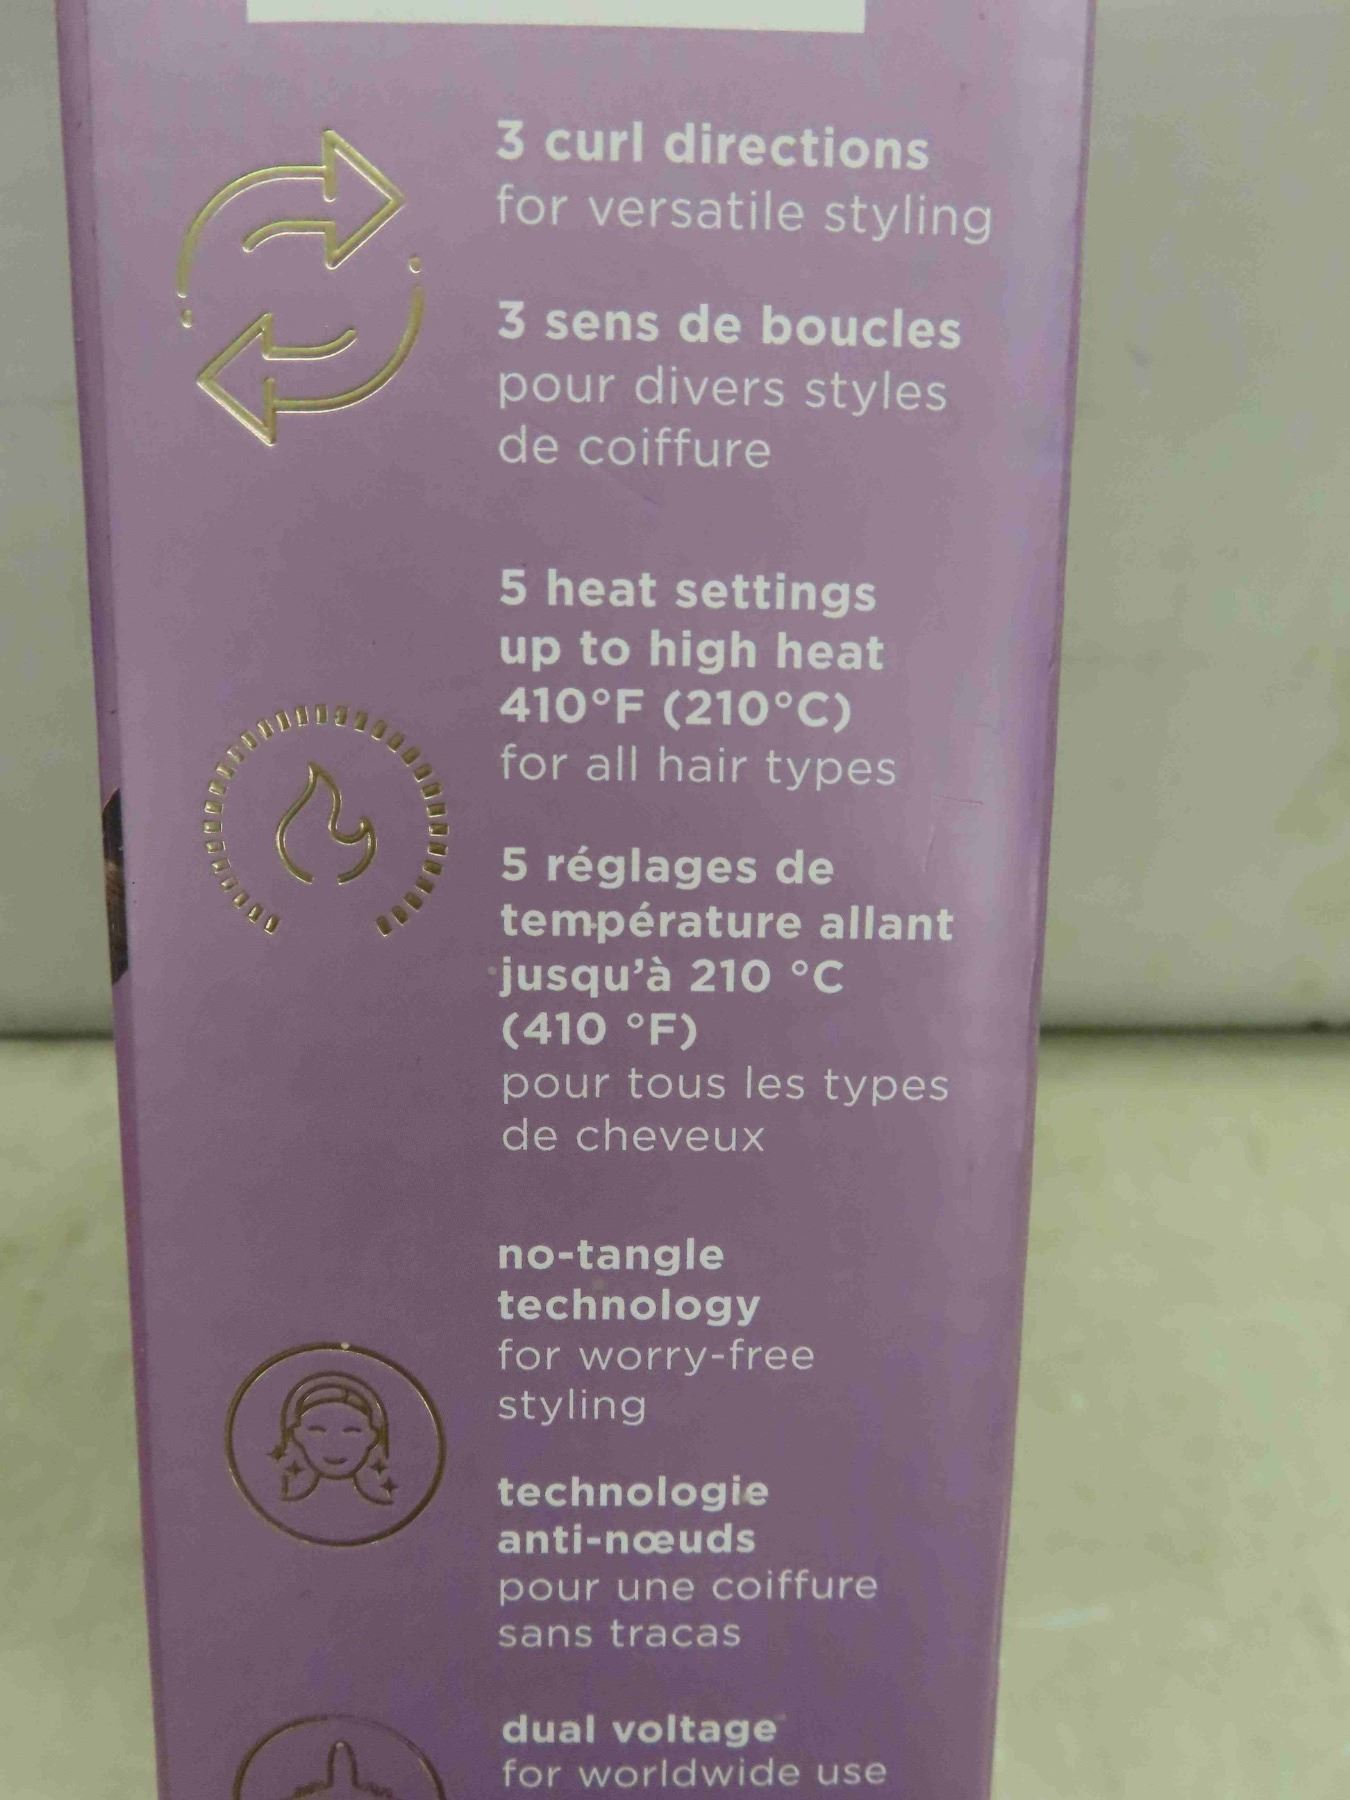 3 curl directions
for versatile styling
3 sens de boucles
pour divers styles
de coiffure
5 heat settings
up to high heat
410°F (210°C)
for all hair types
5 réglages de
température allant
jusqu'à 210 °C
(410 °F)
pour tous les types
de cheveux
no-tangle
technology
for worry-free
styling
technologie
anti-nœuds
pour une coiffure
sans tracas
dual voltage
for worldwide use